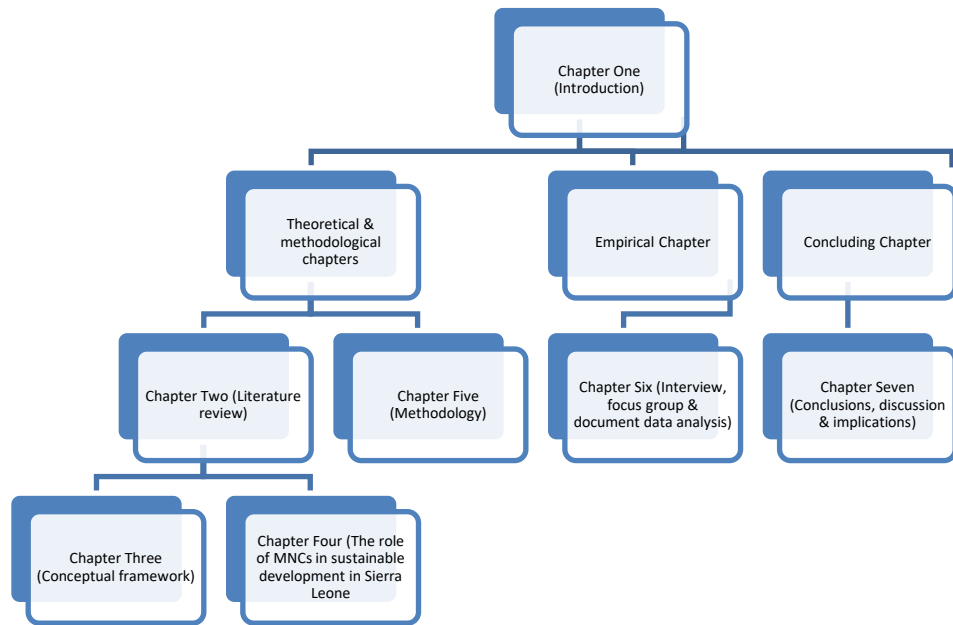 Chapter One
(Introduction)
Theoretical &
methodological
chapters
Empirical Chapter
Concluding Chapter
Chapter Two (Literature
review)
Chapter Five
(Methodology)
Chapter Six (Interview,
focus group &
document data analysis)
Chapter Seven
(Conclusions, discussion
& implications)
Chapter Three
(Conceptual framework)
Chapter Four (The role
of MNCs in sustainable
development in Sierra
Leone